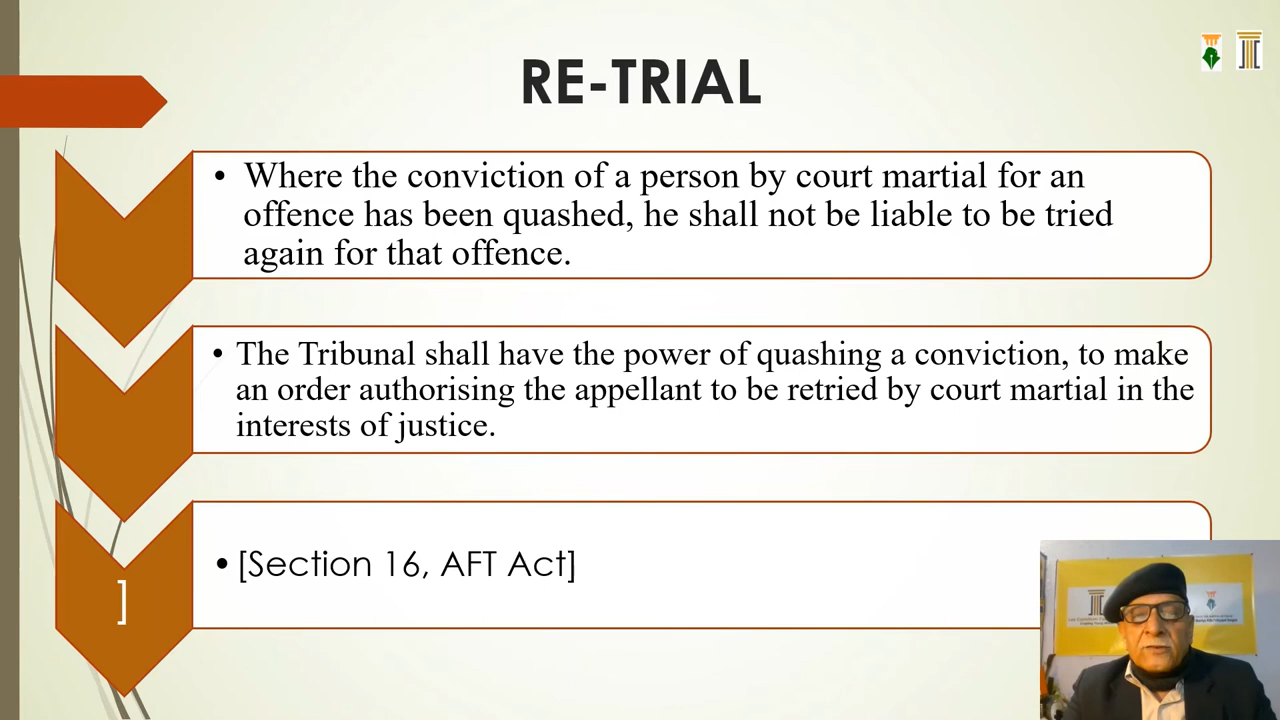 RE-TRIAL
• Where the conviction of a person by court martial for an
offence has been quashed, he shall not be liable to be tried
again for that offence.
• The Tribunal shall have the power of quashing a conviction, to make
an order authorising the appellant to be retried by court martial in the
interests of justice.
]
• [Section 16, AFT Act]